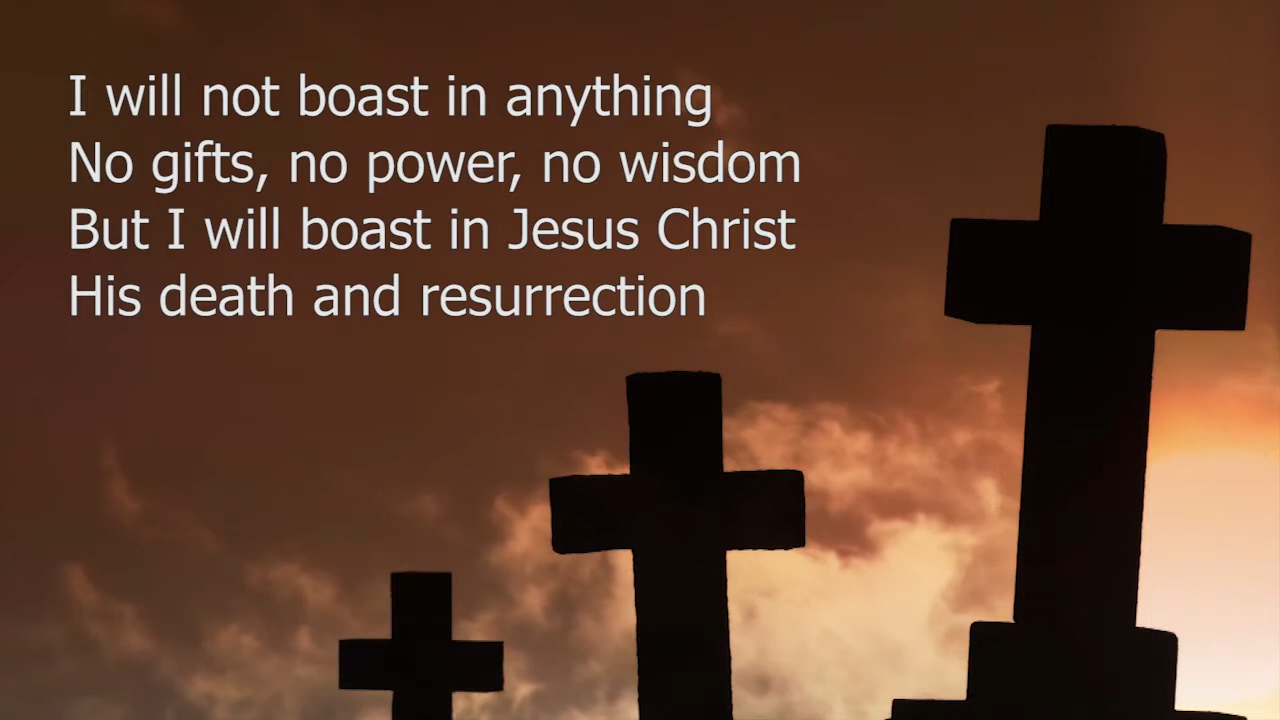 I will not boast in anything
No gifts, no power, no wisdom
But I will boast in Jesus Christ
His death and resurrection